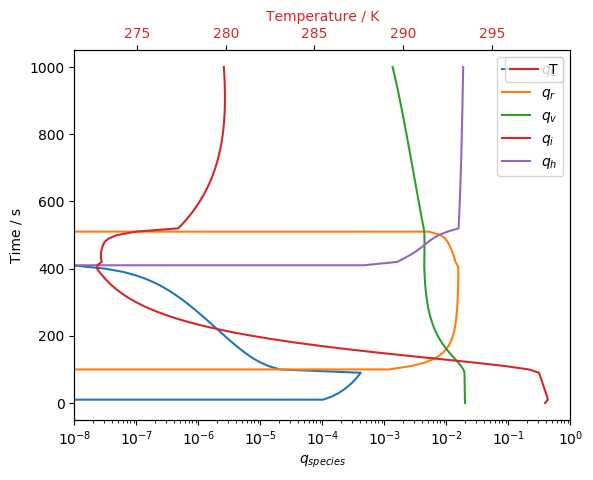 Temperature / K
275 280 285 290 295
1000
800
600
400
200
0
Time / s
T
q_r
q_v
q_i
q_h
10^-8 10^-7 10^-6 10^-5 10^-4 10^-3 10^-2 10^-1 10^0
q_species